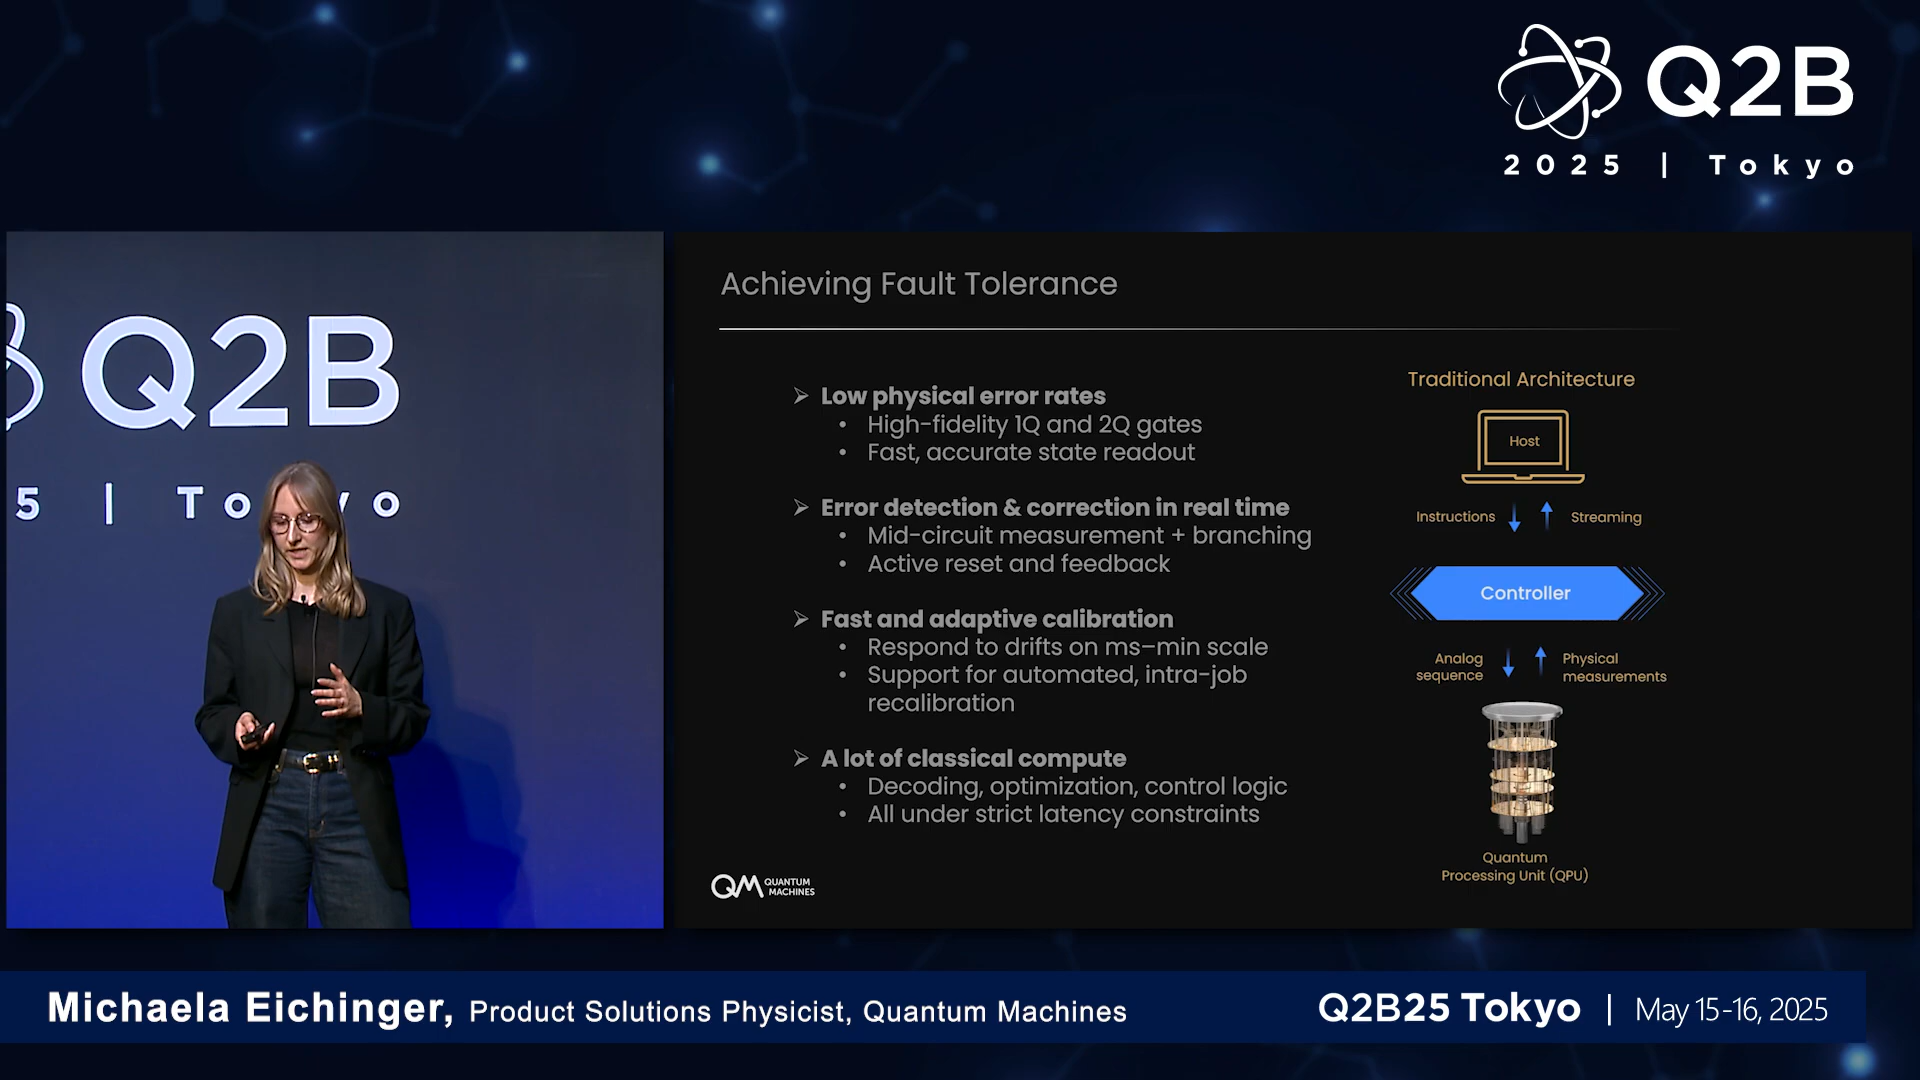 Q2B
2025 | Tokyo
Q2B
5 | To yo
Achieving Fault Tolerance
➢ Low physical error rates
• High-fidelity 1Q and 2Q gates
• Fast, accurate state readout
➢ Error detection & correction in real time
• Mid-circuit measurement + branching
• Active reset and feedback
➢ Fast and adaptive calibration
• Respond to drifts on ms–min scale
• Support for automated, intra-job
recalibration
➢ A lot of classical compute
• Decoding, optimization, control logic
• All under strict latency constraints
Traditional Architecture
Host
Instructions
Streaming
Controller
Analog
sequence
Physical
measurements
Quantum
Processing Unit (QPU)
QM QUANTUM
MACHINES
Michaela Eichinger, Product Solutions Physicist, Quantum Machines
Q2B25 Tokyo | May 15-16, 2025